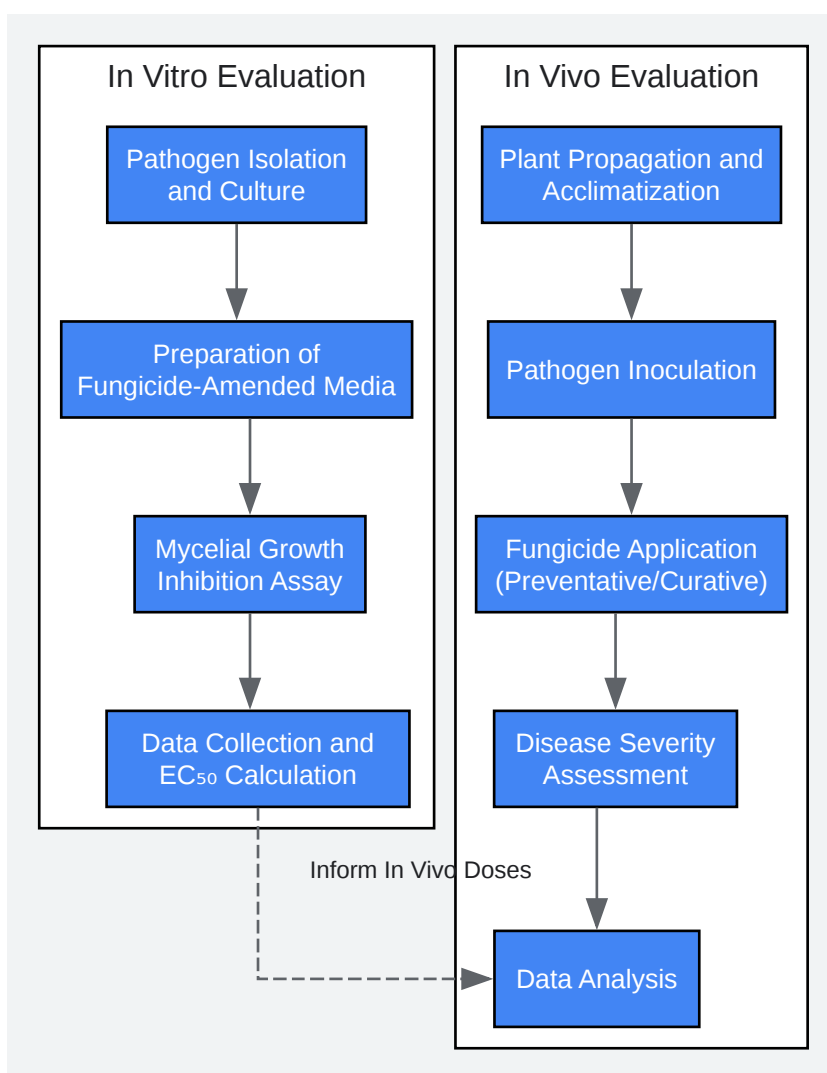 In Vitro Evaluation
Pathogen Isolation
and Culture
Preparation of
Fungicide-Amended Media
Mycelial Growth
Inhibition Assay
Data Collection and
EC₅₀ Calculation
In Vivo Evaluation
Plant Propagation and
Acclimatization
Pathogen Inoculation
Fungicide Application
(Preventative/Curative)
Disease Severity
Assessment
Inform In Vivo Doses
Data Analysis